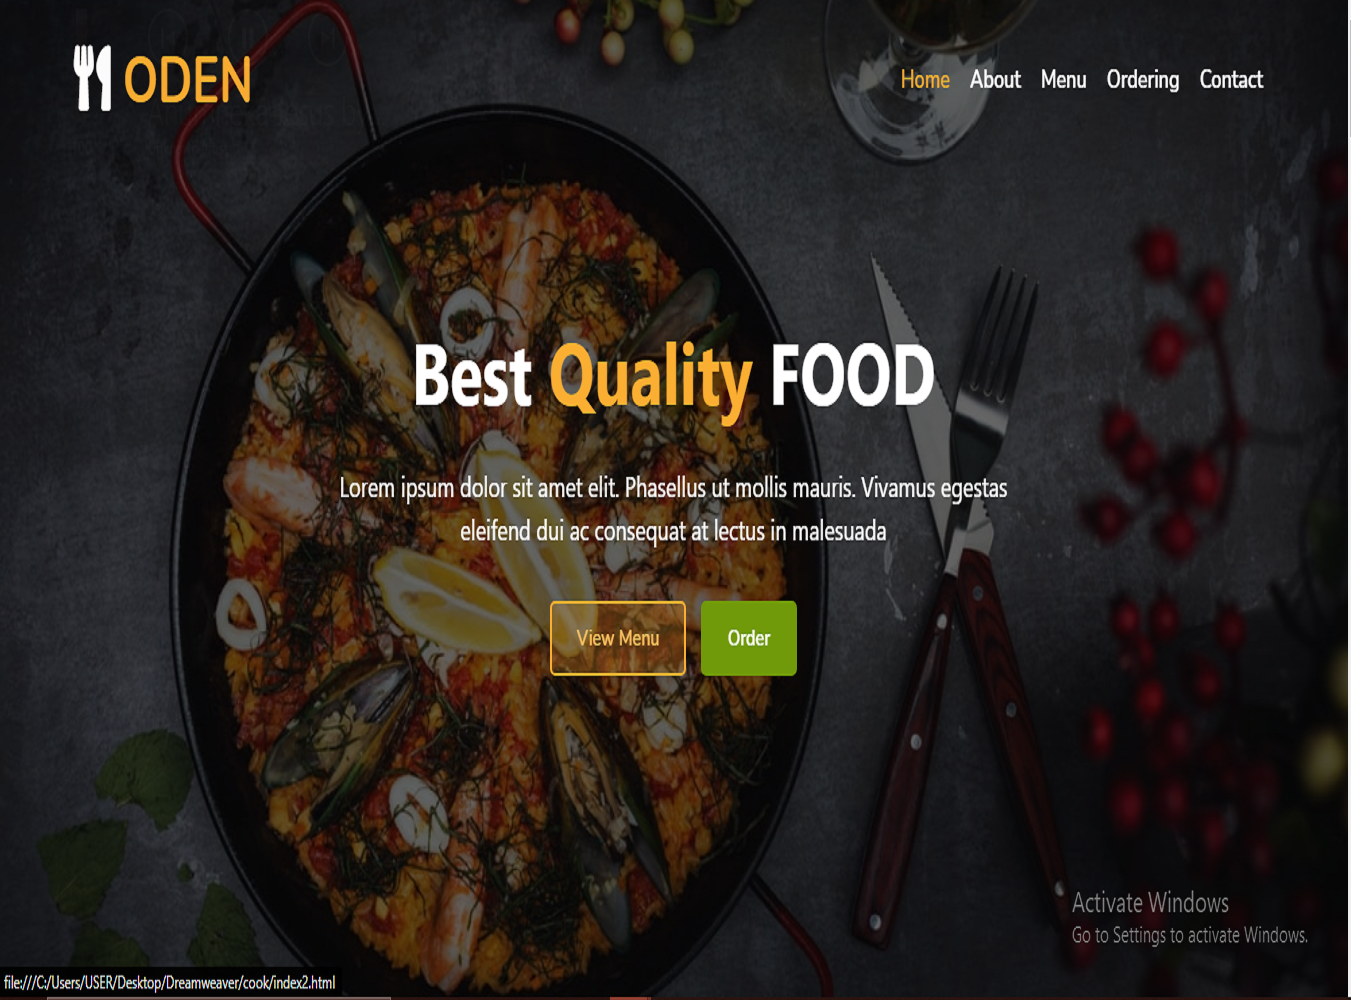 ODEN
Home About Menu Ordering Contact
Best Quality FOOD
Lorem ipsum dolor sit amet elit. Phasellus ut mollis mauris. Vivamus egestas
eleifend dui ac consequat at lectus in malesuada
View Menu Order
Activate Windows
Go to Settings to activate Windows.
file:///C:/Users/USER/Desktop/Dreamweaver/cook/index2.html